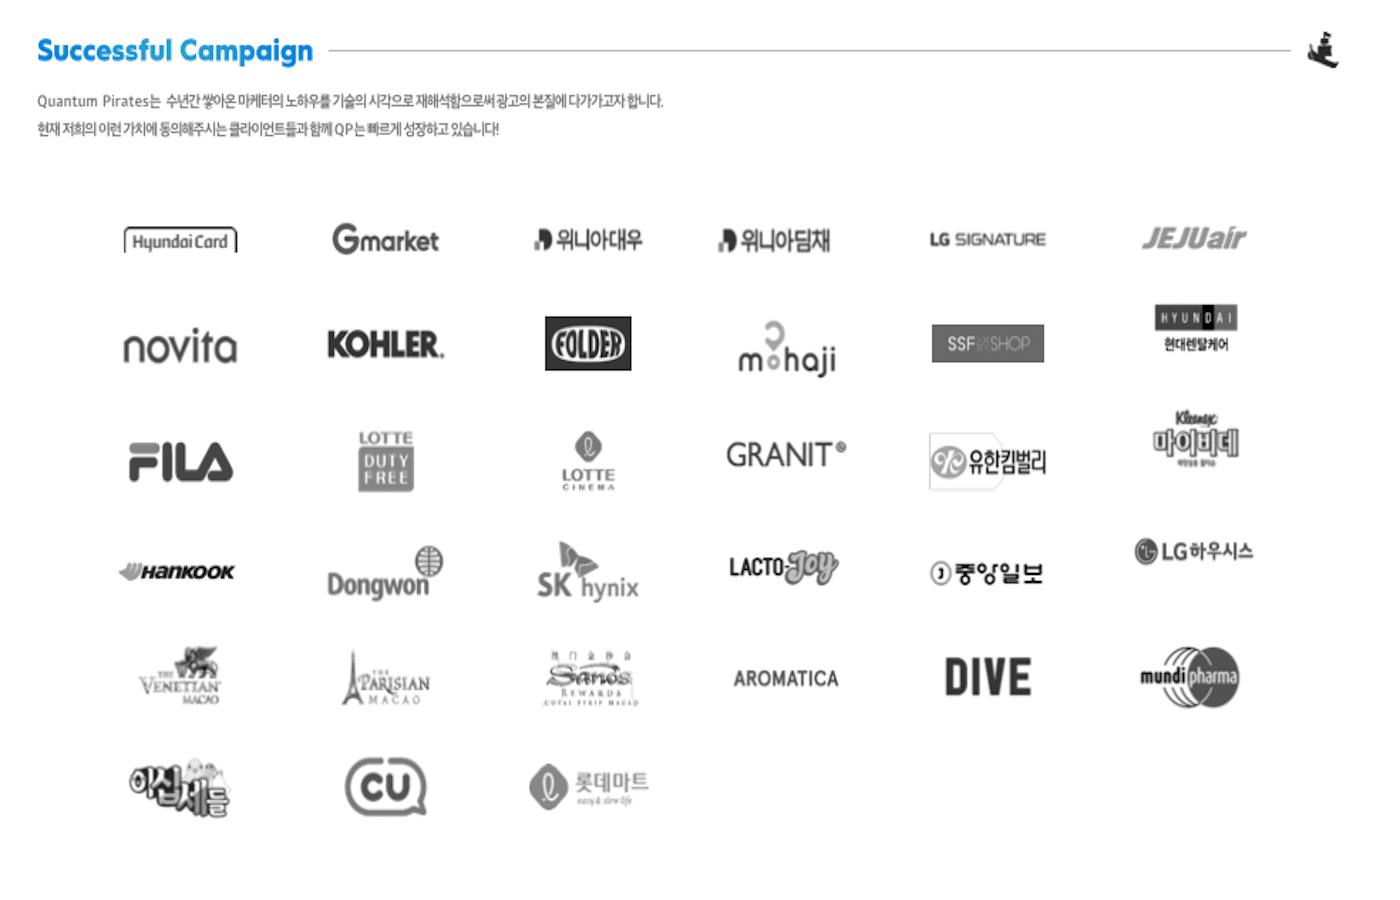 Successful Campaign
Quantum Pirates는 수년간 쌓아온 마케터의 노하우를 기술의 시각으로 재해석함으로써 광고의 본질에 다가가고자 합니다.
현재 저희의 이런 가치에 동의해주시는 클라이언트들과 함께 QP는 빠르게 성장하고 있습니다!
Hyundai Card
Gmarket
위니아대우
위니아딤채
LG SIGNATURE
JEJUair
novita
KOHLER.
FOLDER
mohaji
SSF SHOP
HYUNDAI
현대렌탈케어
FILA
LOTTE
DUTY
FREE
LOTTE
CINEMA
GRANIT
유한킴벌리
Kleenex
마이비데
HANKOOK
Dongwon
SK hynix
LACTO-Joy
J 중앙일보
LG하우시스
THE
VENETIAN
MACAO
THE
PARISIAN
MACAO
澳门金沙会
Sands
REWARDS
COTAI STRIP MACAO
AROMATICA
DIVE
mundi pharma
이십세들
CU
롯데마트
easy & slow life